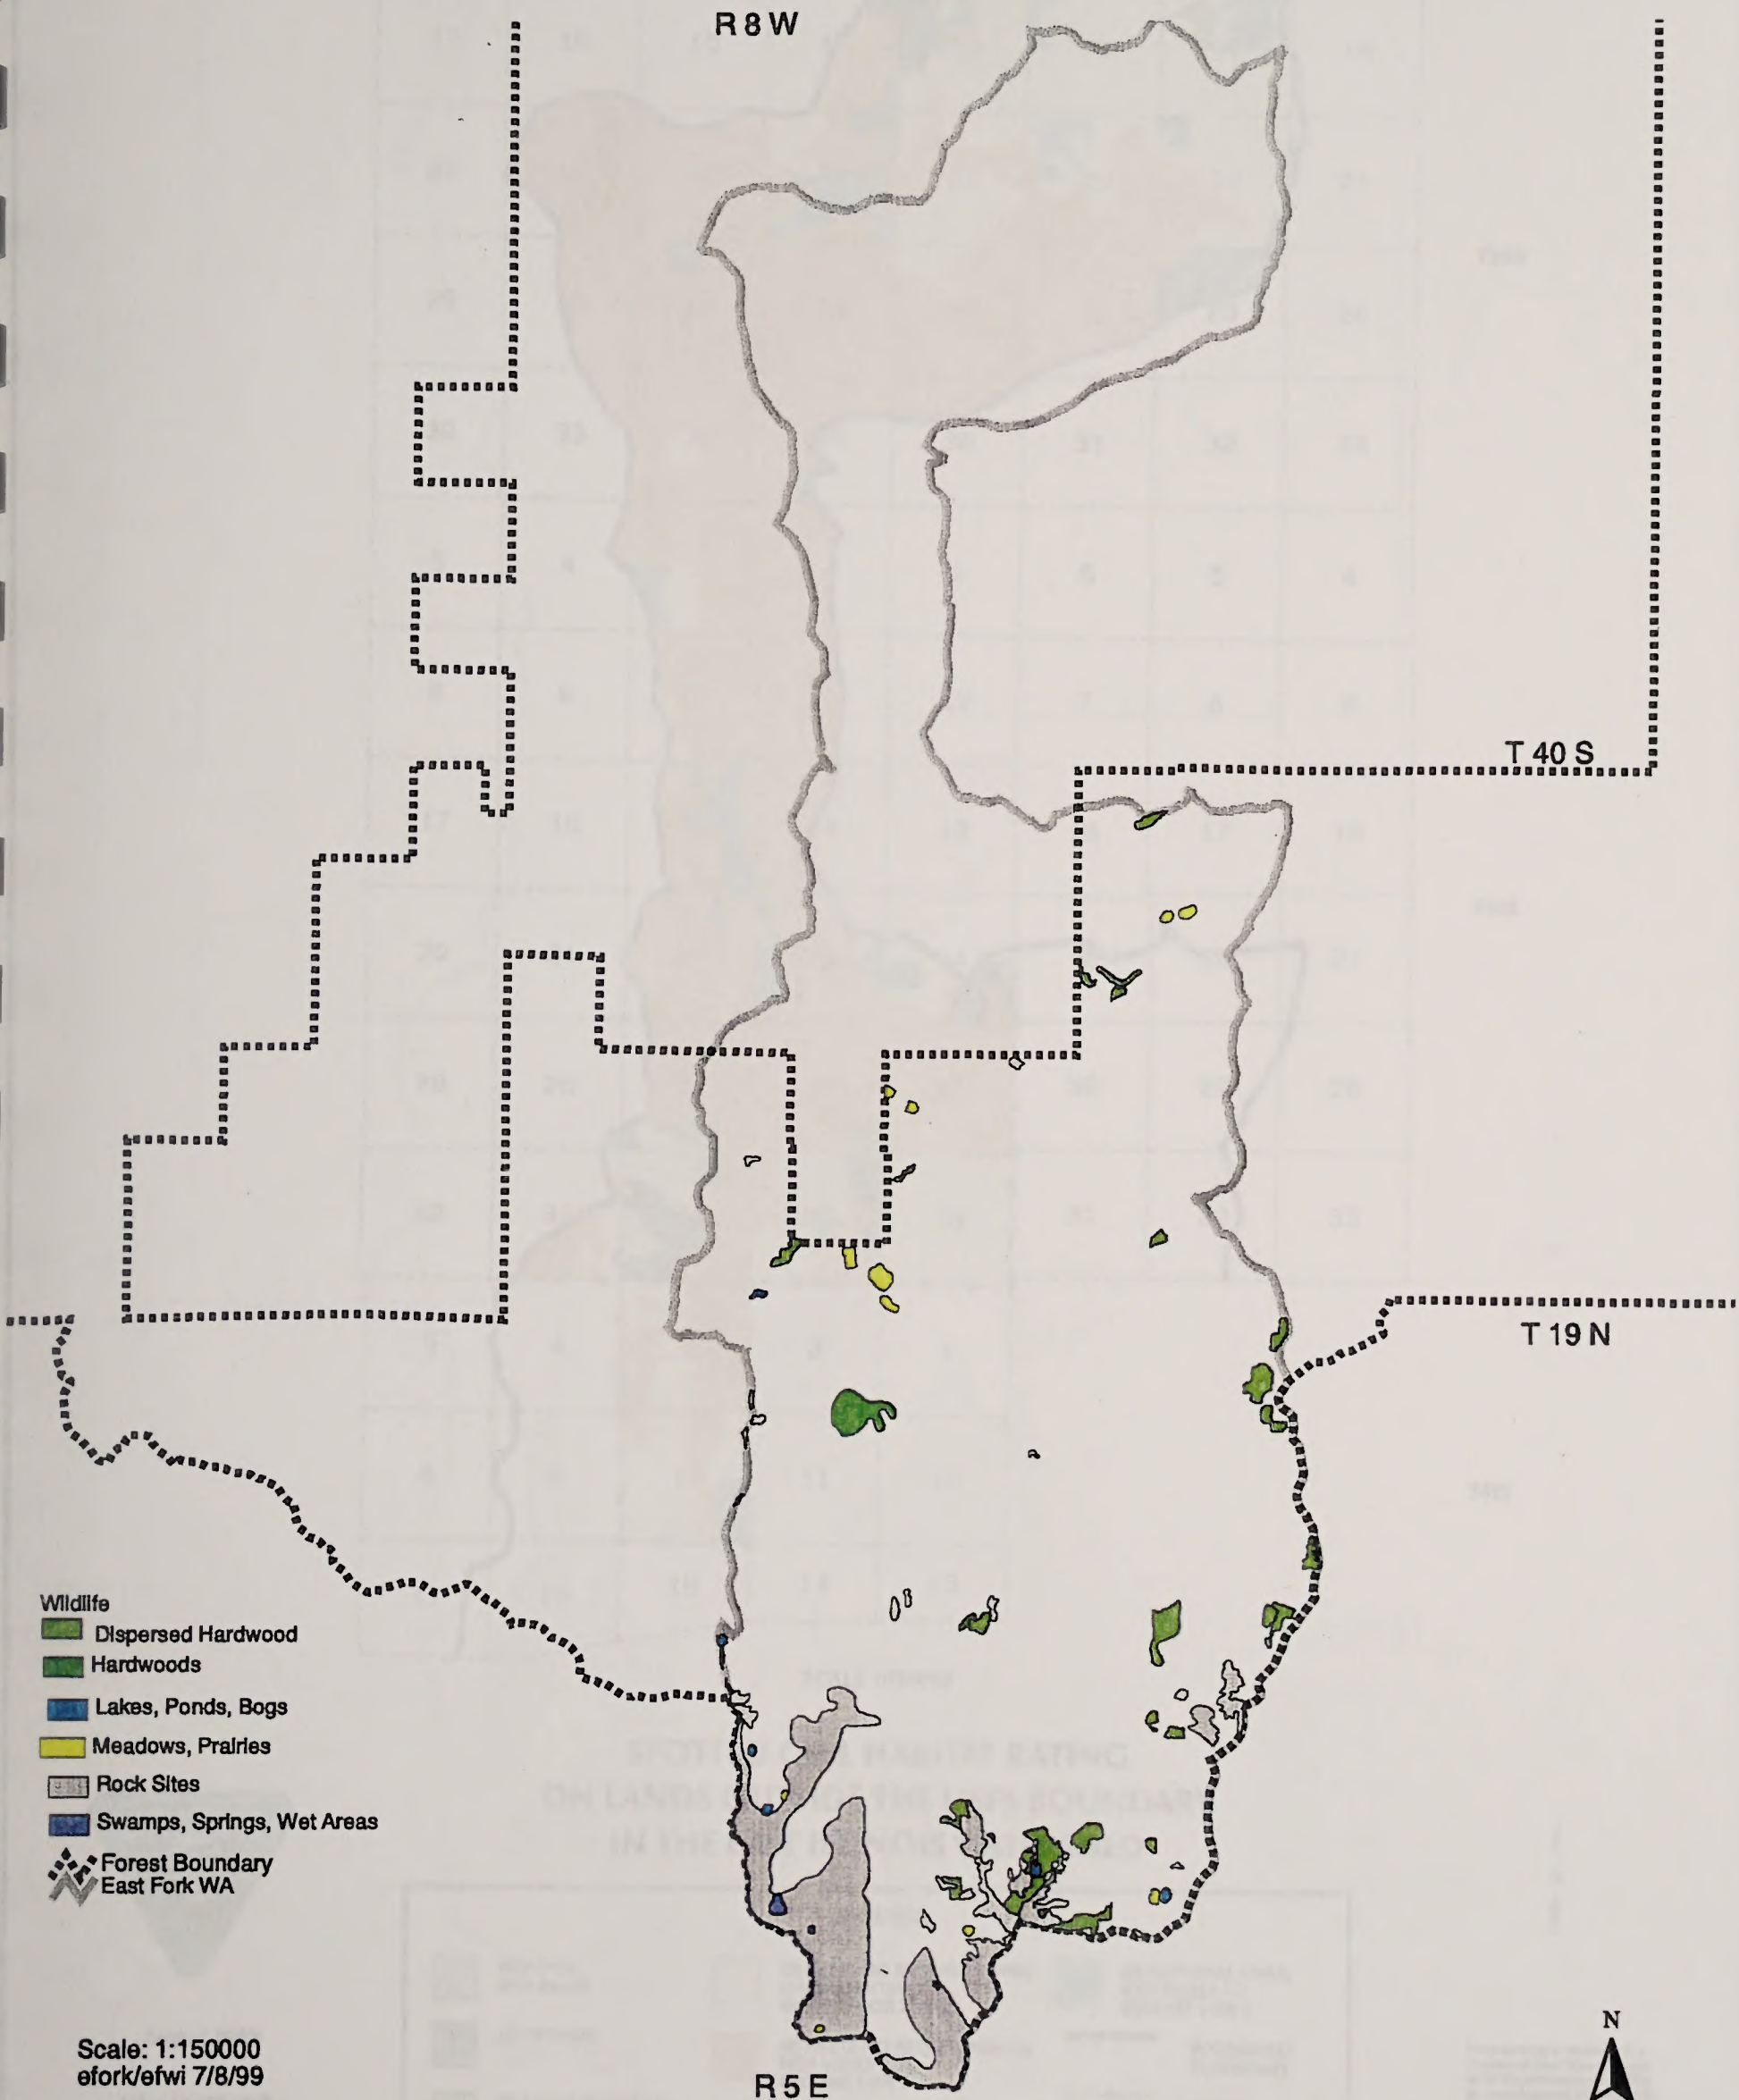 R 8 W
T 40 S
T 19 N
Wildlife
Dispersed Hardwood
Hardwoods
Lakes, Ponds, Bogs
Meadows, Prairies
Rock Sites
Swamps, Springs, Wet Areas
Forest Boundary
East Fork WA
Scale: 1:150000
efork/efwi 7/8/99
R 5 E
N